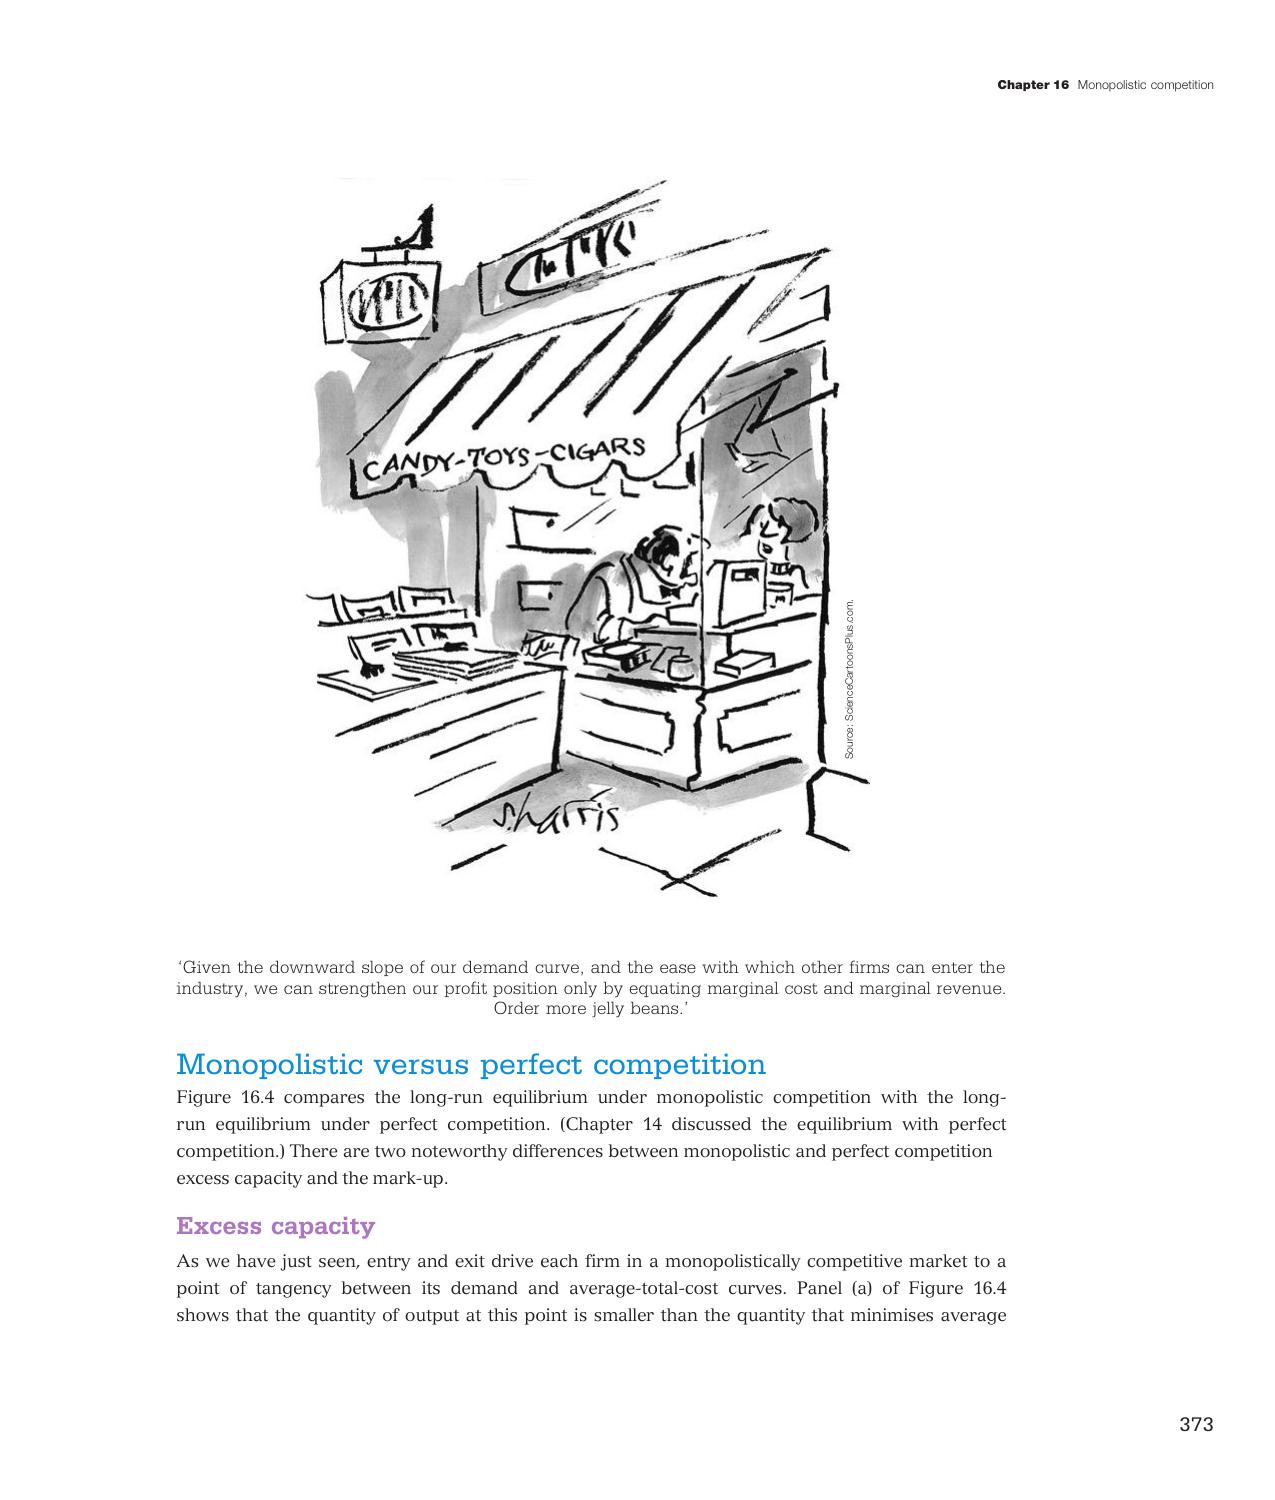 Chapter 16 Monopolistic competition
CANDY-TOYS-CIGARS
Source: ScienceCartoonsPlus.com.
s.harris
‘Given the downward slope of our demand curve, and the ease with which other firms can enter the
industry, we can strengthen our profit position only by equating marginal cost and marginal revenue.
Order more jelly beans.’
Monopolistic versus perfect competition
Figure 16.4 compares the long-run equilibrium under monopolistic competition with the long-
run equilibrium under perfect competition. (Chapter 14 discussed the equilibrium with perfect
competition.) There are two noteworthy differences between monopolistic and perfect competition
excess capacity and the mark-up.
Excess capacity
As we have just seen, entry and exit drive each firm in a monopolistically competitive market to a
point of tangency between its demand and average-total-cost curves. Panel (a) of Figure 16.4
shows that the quantity of output at this point is smaller than the quantity that minimises average
373